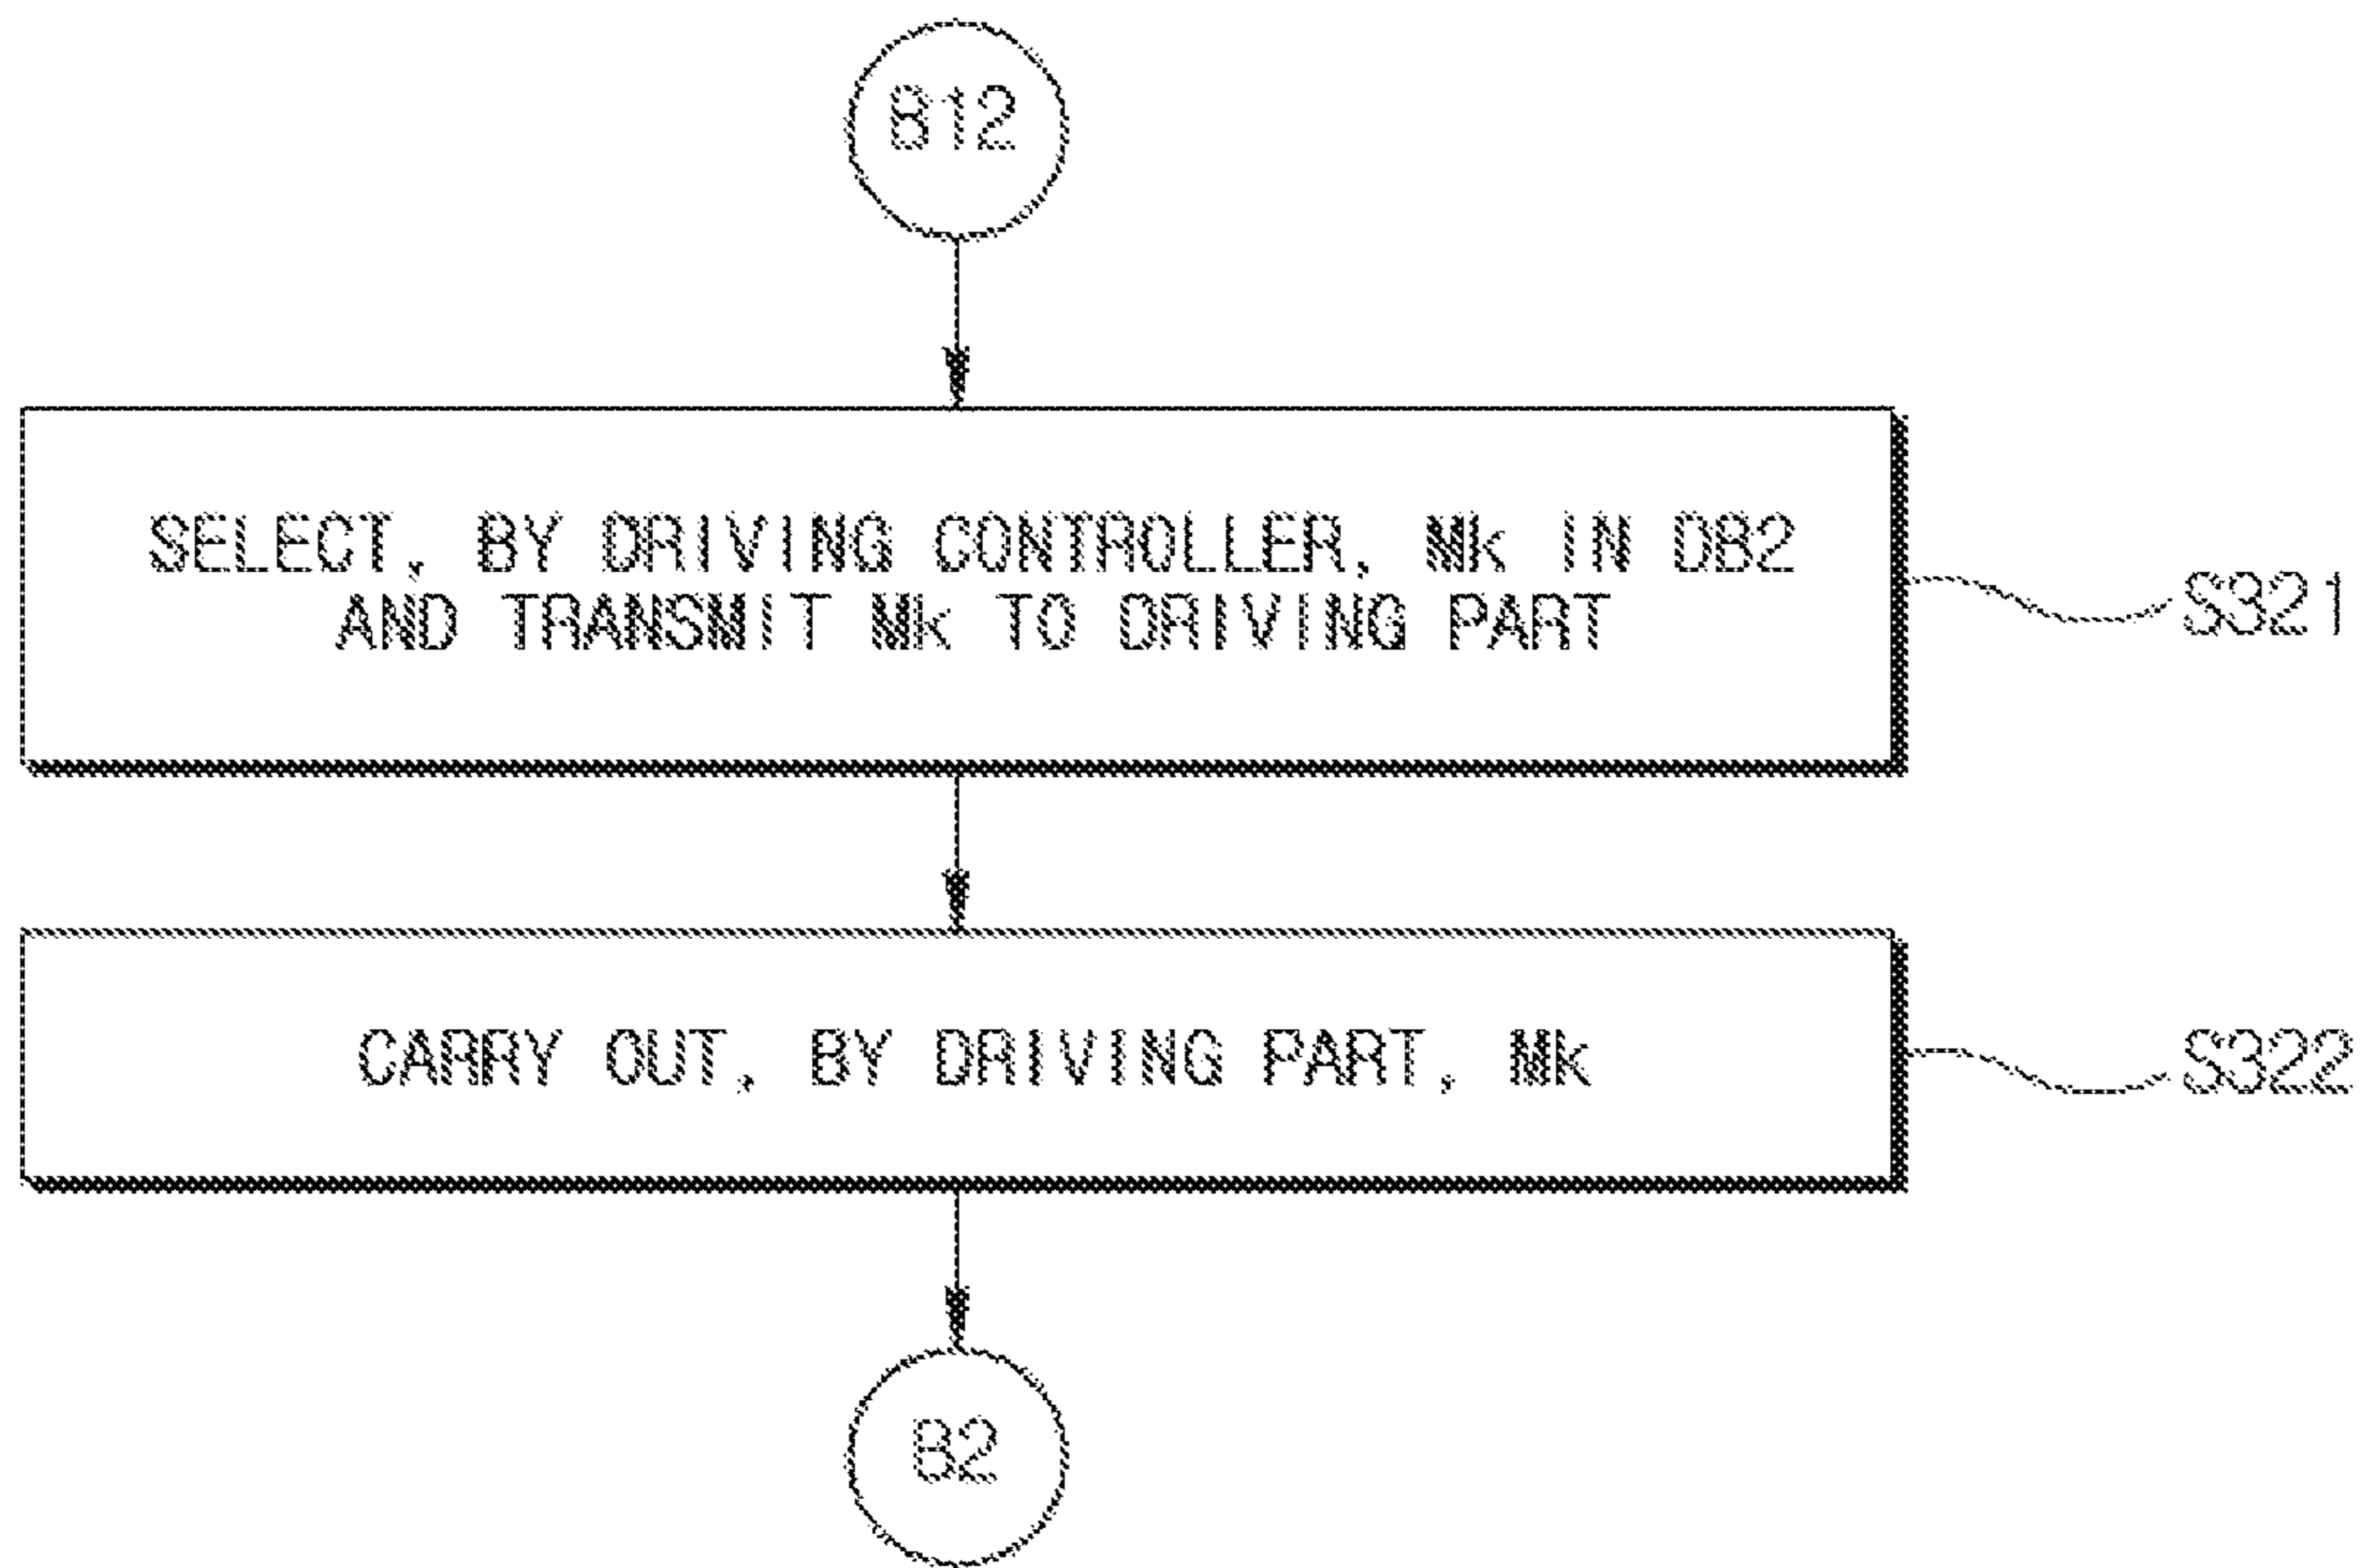 B12
SELECT, BY DRIVING CONTROLLER, Mk IN DB2
AND TRANSMIT Mk TO DRIVING PART
S321
CARRY OUT, BY DRIVING PART, Mk
S322
B2